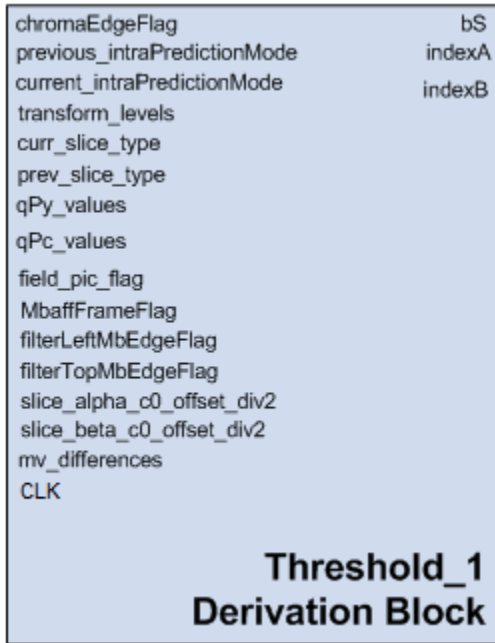 chromaEdgeFlag bS
previous_intraPredictionMode indexA
current_intraPredictionMode indexB
transform_levels
curr_slice_type
prev_slice_type
qPy_values
qPc_values
field_pic_flag
MbaffFrameFlag
filterLeftMbEdgeFlag
filterTopMbEdgeFlag
slice_alpha_c0_offset_div2
slice_beta_c0_offset_div2
mv_differences
CLK
Threshold_1
Derivation Block